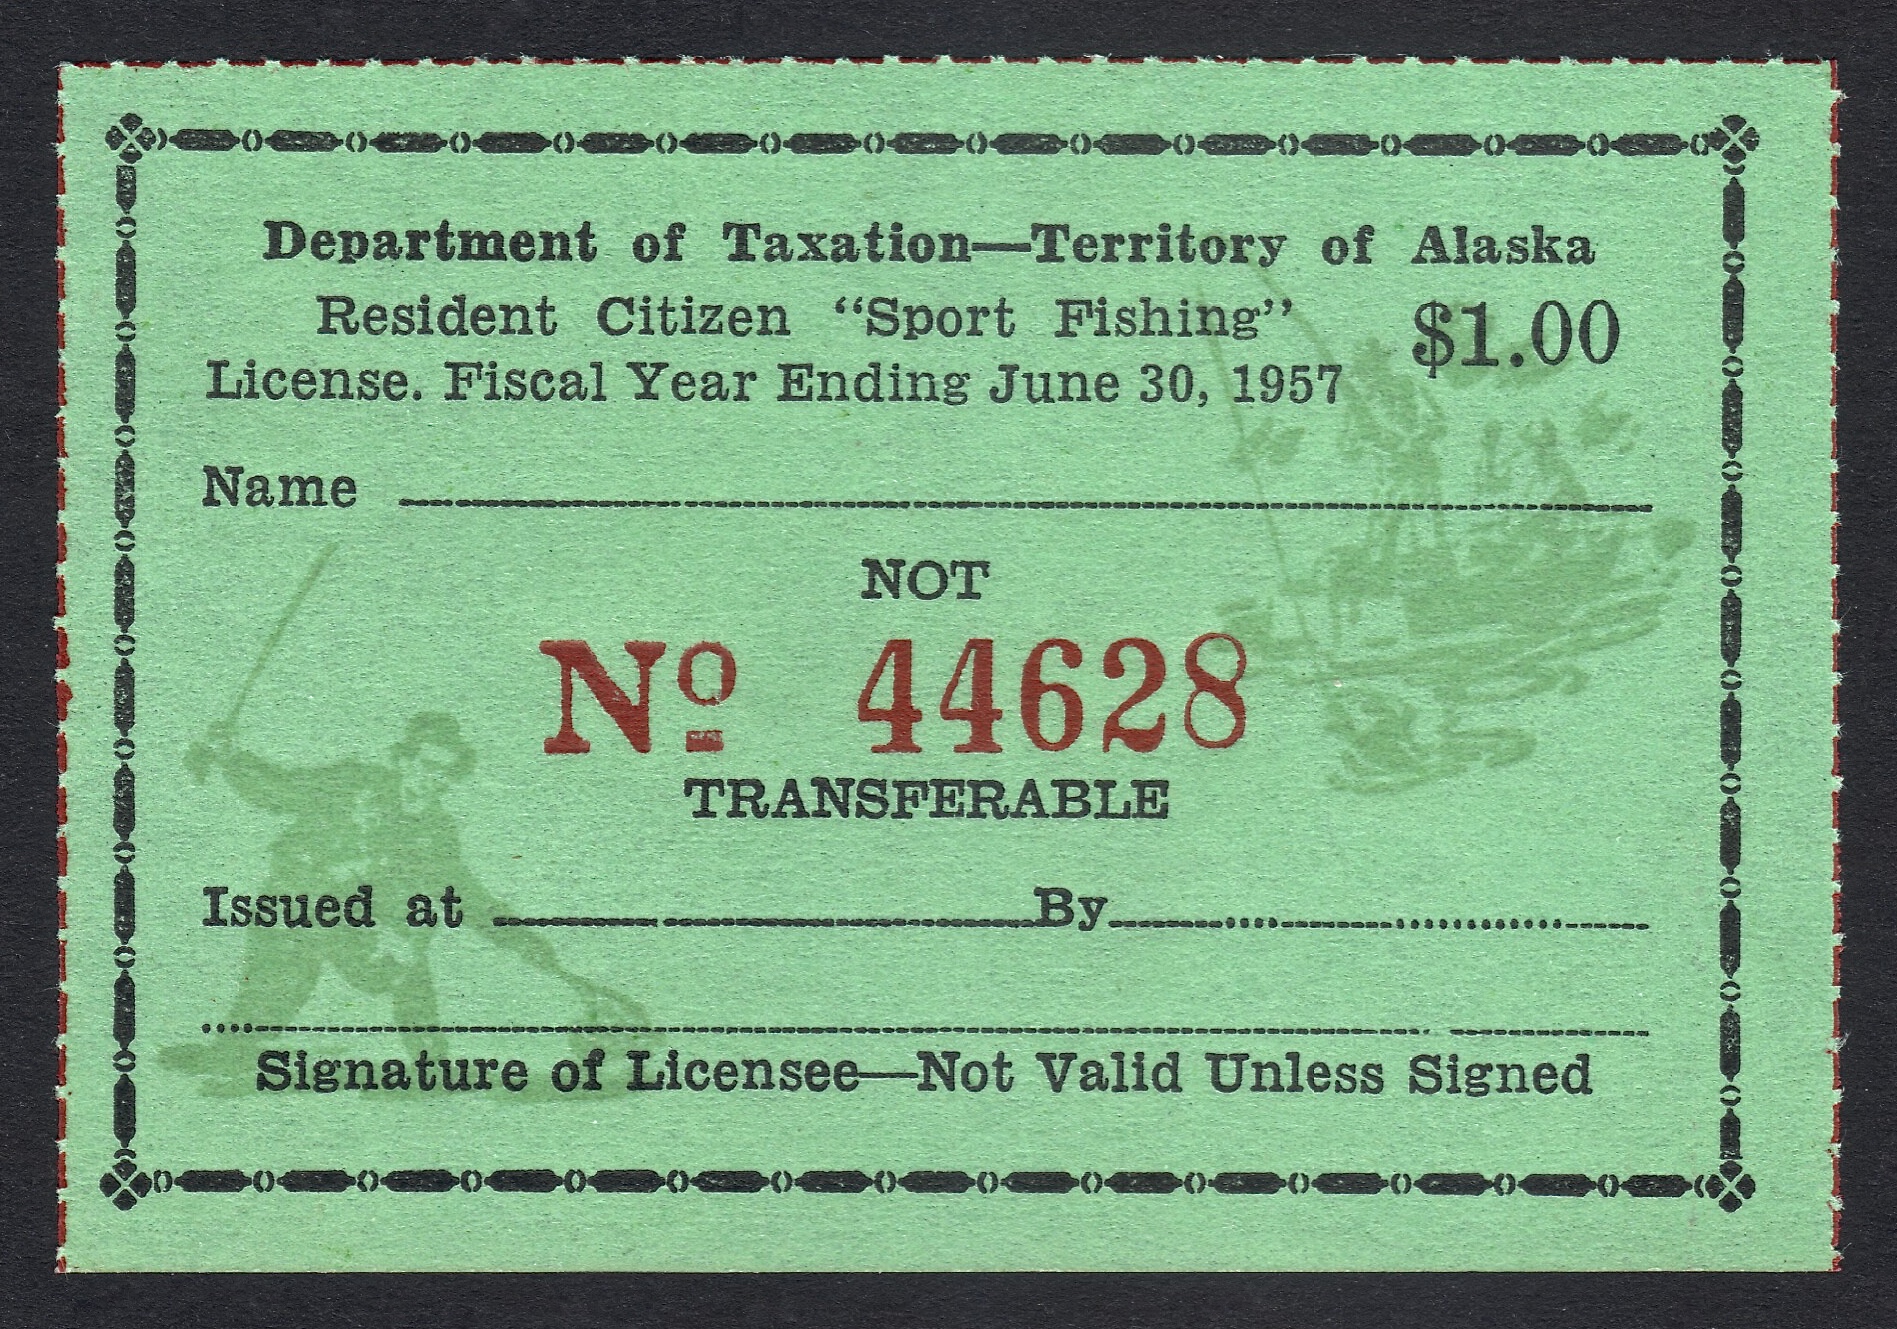 Department of Taxation—Territory of Alaska
Resident Citizen “Sport Fishing” $1.00
License. Fiscal Year Ending June 30, 1957
Name
NOT
Nº 44628
TRANSFERABLE
Issued at By
Signature of Licensee—Not Valid Unless Signed